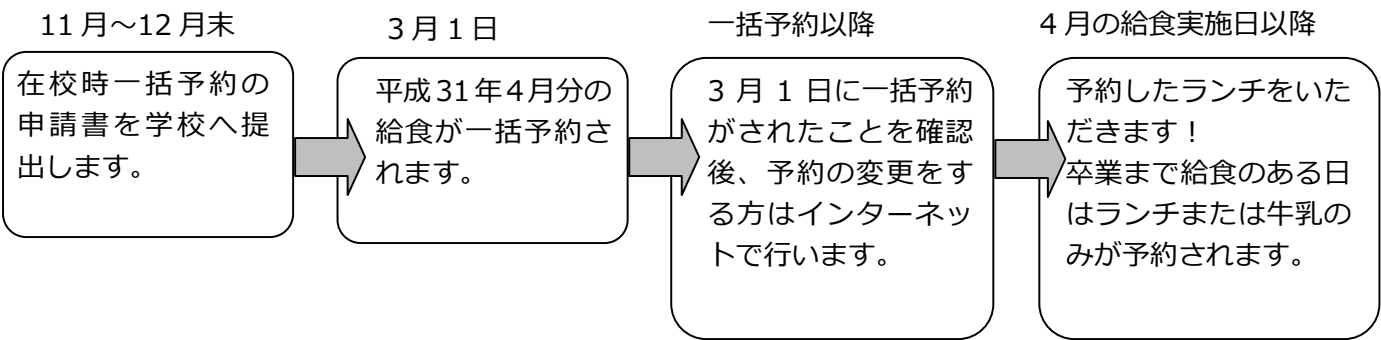 11月～12月末
在校時一括予約の
申請書を学校へ提
出します。
3月1日
平成31年4月分の
給食が一括予約さ
れます。
一括予約以降
3月1日に一括予約
がされたことを確認
後、予約の変更をす
る方はインターネッ
トで行います。
4月の給食実施日以降
予約したランチをいた
だきます！
卒業まで給食のある日
はランチまたは牛乳の
みが予約されます。